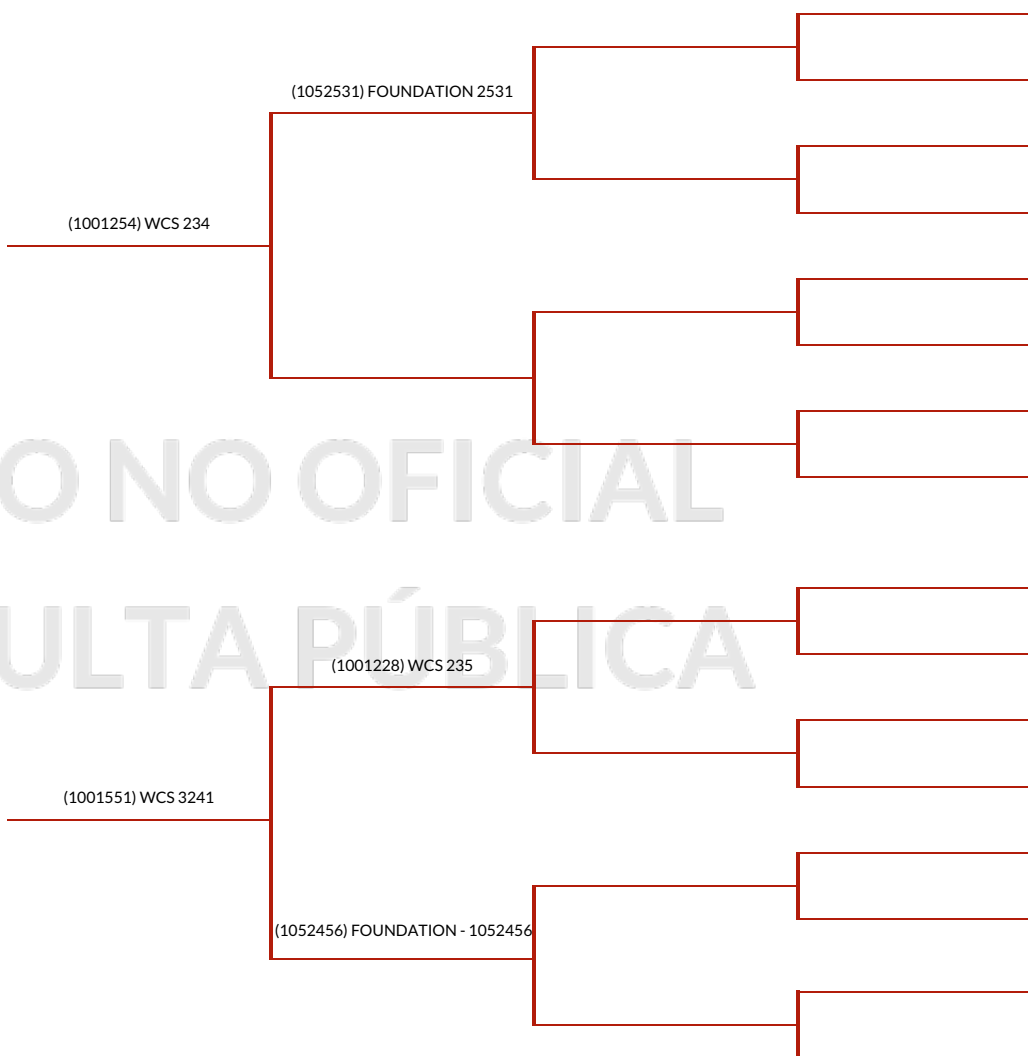 (1052531) FOUNDATION 2531
(1001254) WCS 234
O NO OFICIAL
ULTA PÚBLICA
(1001228) WCS 235
(1001551) WCS 3241
(1052456) FOUNDATION - 1052456